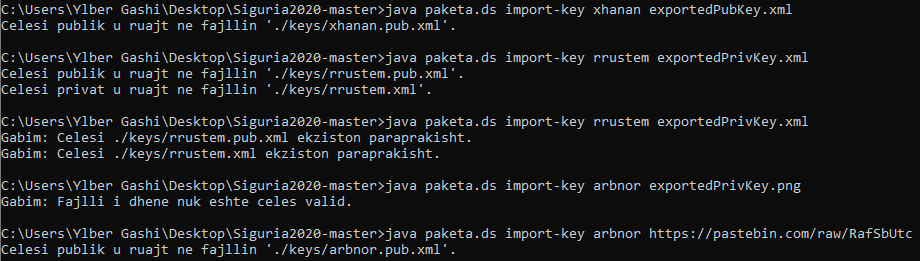 C:\Users\Ylber Gashi\Desktop\Siguria2020-master>java paketa.ds import-key xhanan exportedPubKey.xml
Celesi publik u ruajt ne fajllin './keys/xhanan.pub.xml'.
C:\Users\Ylber Gashi\Desktop\Siguria2020-master>java paketa.ds import-key rrustem exportedPrivKey.xml
Celesi publik u ruajt ne fajllin './keys/rrustem.pub.xml'.
Celesi privat u ruajt ne fajllin './keys/rrustem.xml'.
C:\Users\Ylber Gashi\Desktop\Siguria2020-master>java paketa.ds import-key rrustem exportedPrivKey.xml
Gabim: Celesi ./keys/rrustem.pub.xml ekziston paraprakisht.
Gabim: Celesi ./keys/rrustem.xml ekziston paraprakisht.
C:\Users\Ylber Gashi\Desktop\Siguria2020-master>java paketa.ds import-key arbnor exportedPrivKey.png
Gabim: Fajlli i dhene nuk eshte celes valid.
C:\Users\Ylber Gashi\Desktop\Siguria2020-master>java paketa.ds import-key arbnor https://pastebin.com/raw/RafSbUtc
Celesi publik u ruajt ne fajllin './keys/arbnor.pub.xml'.